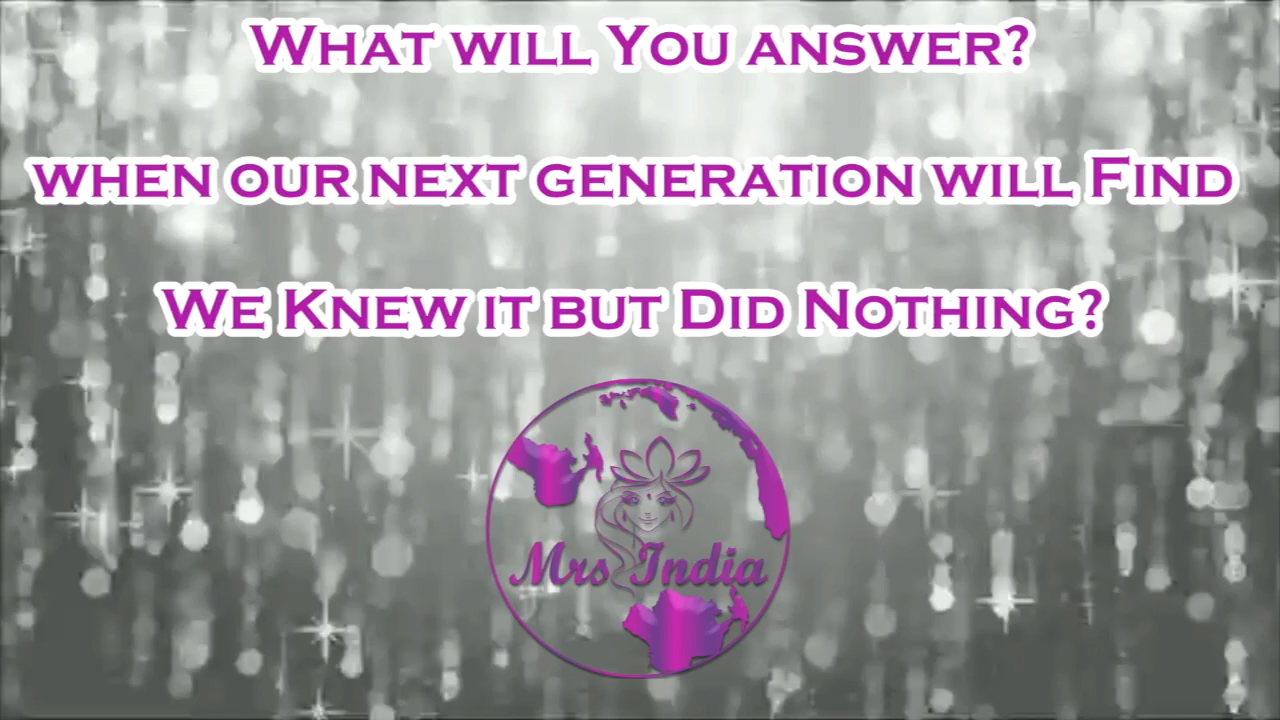 What will You answer?
when our next generation will Find
We Knew it but Did Nothing?
Mrs India